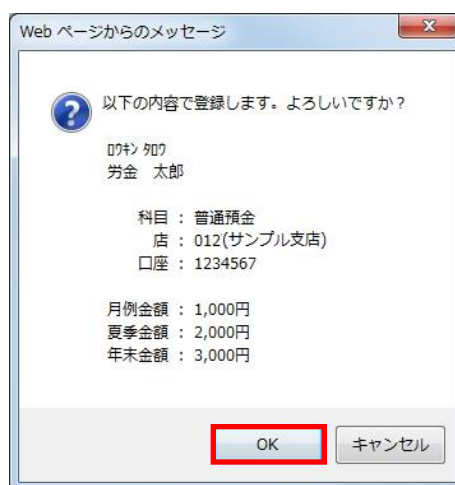 Web ページからのメッセージ
以下の内容で登録します。よろしいですか?
ﾛｳｷﾝ ﾀﾛｳ
労金　太郎
科目 : 普通預金
店 : 012(サンプル支店)
口座 : 1234567
月例金額 : 1,000円
夏季金額 : 2,000円
年末金額 : 3,000円
OK
キャンセル